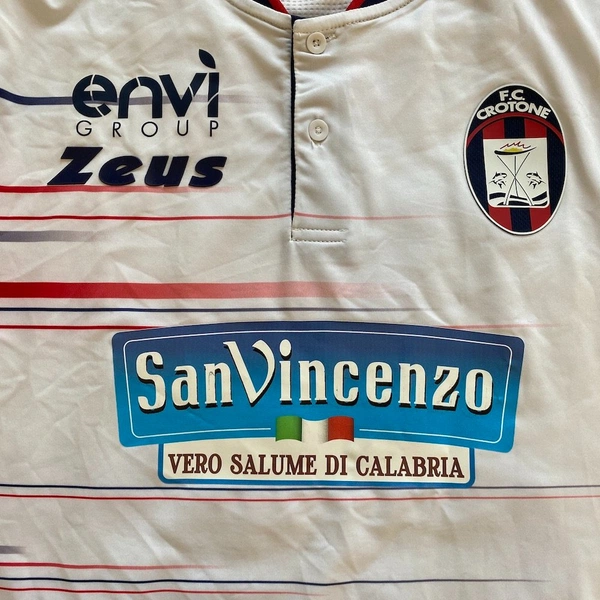 envì
GROUP
Zeus
F.C.
CROTONE
SanVincenzo
VERO SALUME DI CALABRIA